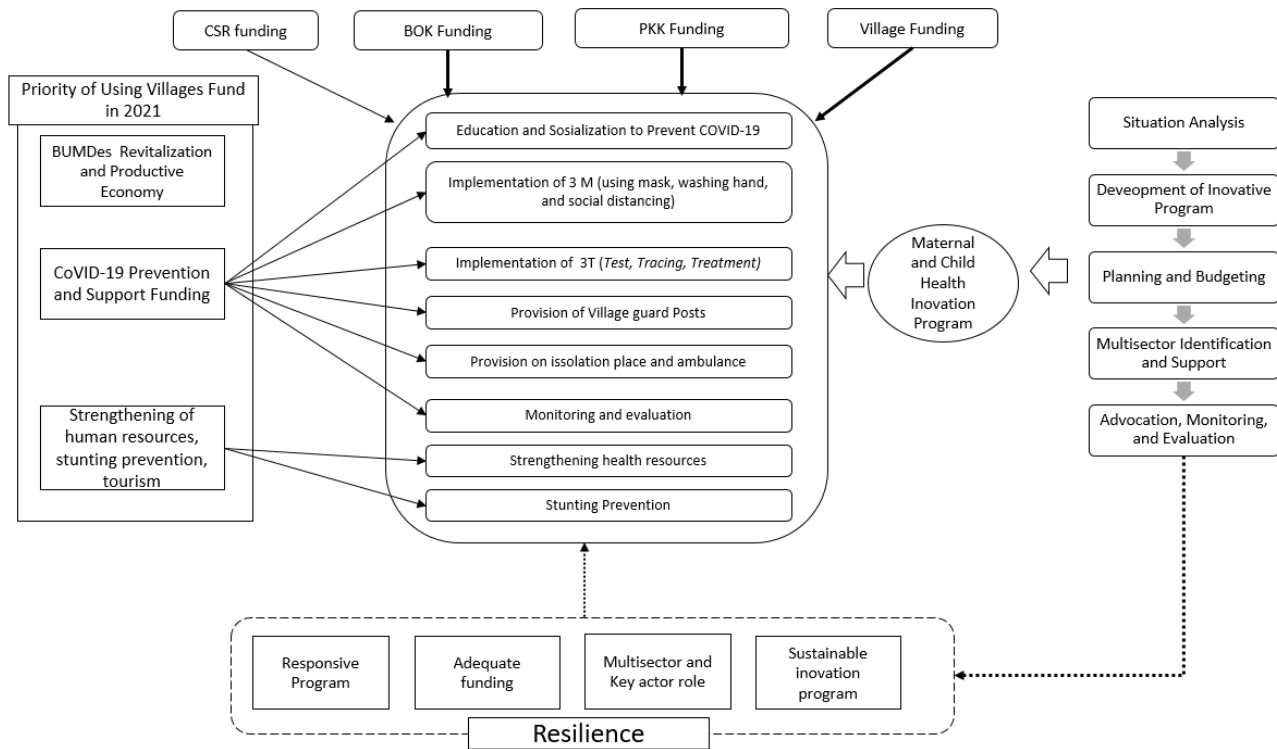 CSR funding
BOK Funding
PKK Funding
Village Funding
Priority of Using Villages Fund
in 2021
BUMDes Revitalization
and Productive
Economy
CoVID-19 Prevention
and Support Funding
Strengthening of
human resources,
stunting prevention,
tourism
Education and Sosialization to Prevent COVID-19
Implementation of 3 M (using mask, washing hand,
and social distancing)
Implementation of 3T (Test, Tracing, Treatment)
Provision of Village guard Posts
Provision on issolation place and ambulance
Monitoring and evaluation
Strengthening health resources
Stunting Prevention
Maternal
and Child
Health
Inovation
Program
Situation Analysis
Deveopment of Inovative
Program
Planning and Budgeting
Multisector Identification
and Support
Advocation, Monitoring,
and Evaluation
Responsive
Program
Adequate
funding
Multisector and
Key actor role
Sustainable
inovation
program
Resilience